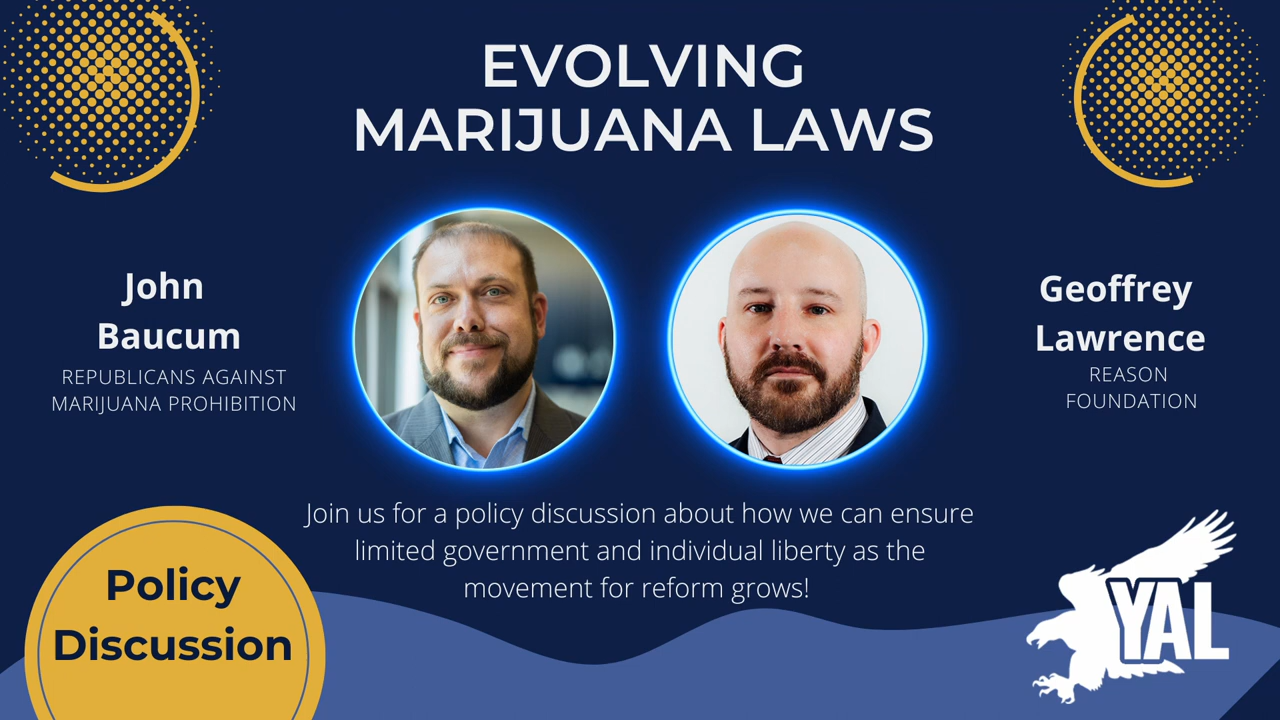 EVOLVING
MARIJUANA LAWS
John
Baucum
REPUBLICANS AGAINST
MARIJUANA PROHIBITION
Geoffrey
Lawrence
REASON
FOUNDATION
Join us for a policy discussion about how we can ensure
limited government and individual liberty as the
movement for reform grows!
Policy
Discussion
YAL